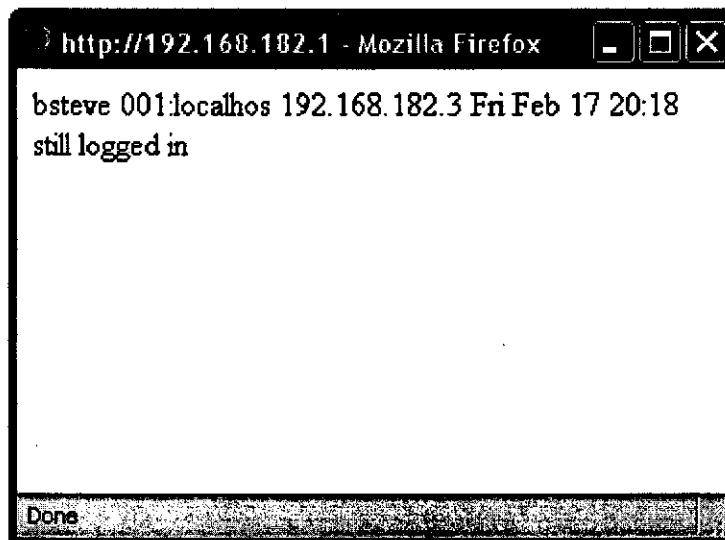 http://192.168.182.1 - Mozilla Firefox
bsteve 001:localhos 192.168.182.3 Fri Feb 17 20:18
still logged in
Done